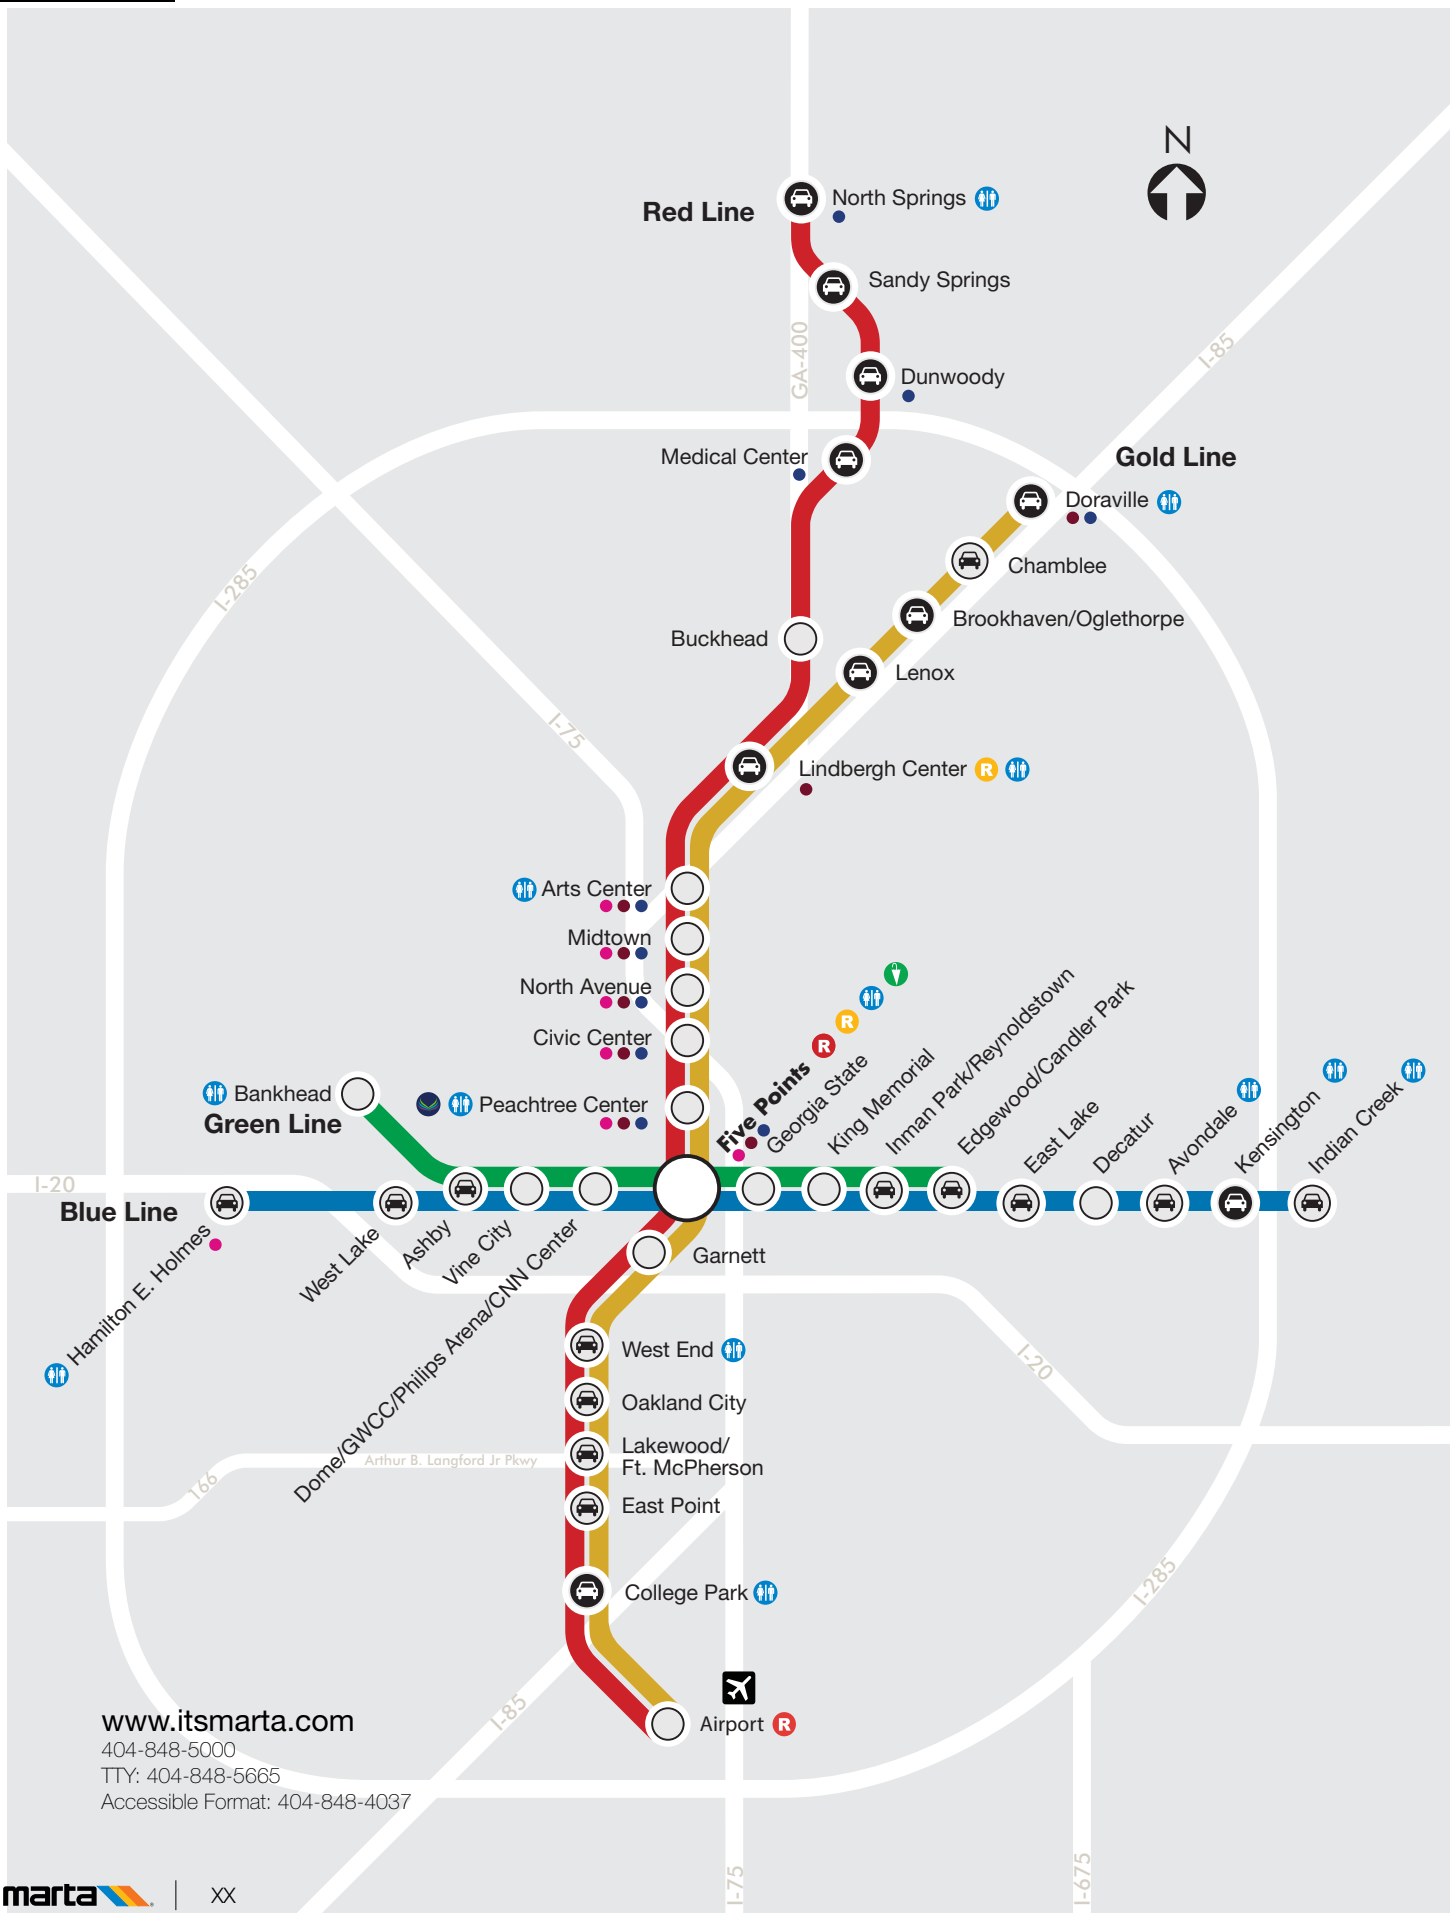 N
Red Line
North Springs
Sandy Springs
GA-400
I-85
Dunwoody
Medical Center
Gold Line
Doraville
Chamblee
I-285
Brookhaven/Oglethorpe
Buckhead
Lenox
I-75
Lindbergh Center R
Arts Center
Midtown
North Avenue
Civic Center
Bankhead
Green Line
Peachtree Center
Five Points R R
Georgia State
King Memorial
Inman Park/Reynoldstown
Edgewood/Candler Park
East Lake
Decatur
Avondale
Kensington
Indian Creek
I-20
Blue Line
Hamilton E. Holmes
West Lake
Ashby
Vine City
Dome/GWCC/Philips Arena/CNN Center
Garnett
West End
I-20
Oakland City
Lakewood/
Ft. McPherson
Arthur B. Langford Jr Pkwy
166
East Point
College Park
I-285
I-85
Airport R
www.itsmarta.com
404-848-5000
TTY: 404-848-5665
Accessible Format: 404-848-4037
I-75
I-675
marta
XX